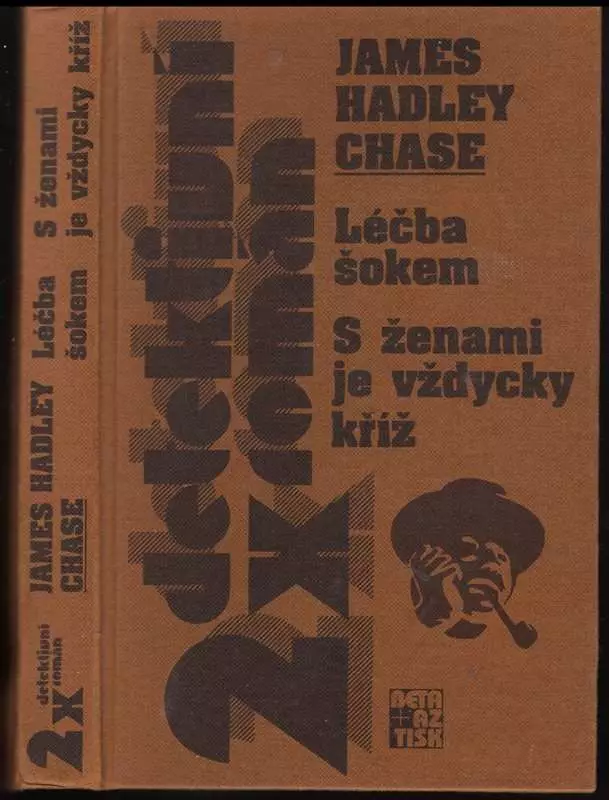 JAMES HADLEY
CHASE
Léčba
šokem
S ženami
je vždycky kříž
2x
detektivní
román
2x
detektivní
román
JAMES
HADLEY
CHASE
Léčba
šokem
S ženami
je vždycky
kříž
BETA
+AZ
TISK